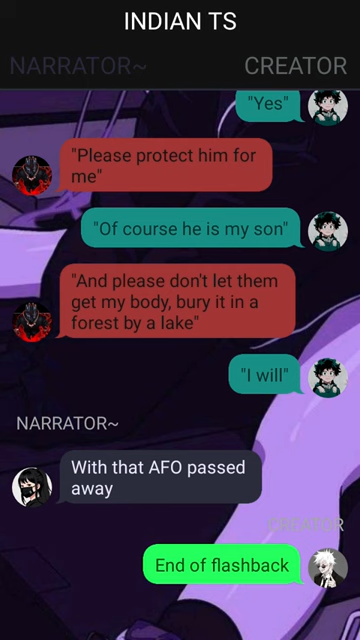 INDIAN TS
NARRATOR~
CREATOR
"Yes"
"Please protect him for
me"
"Of course he is my son"
"And please don't let them
get my body, bury it in a
forest by a lake"
"I will"
NARRATOR~
With that AFO passed
away
CREATOR
End of flashback